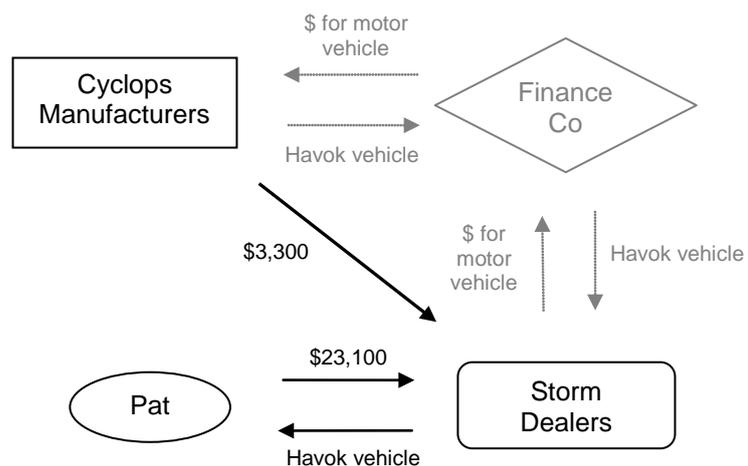 $ for motor
vehicle
Cyclops
Manufacturers
Finance
Co
Havok vehicle
$3,300
$ for
motor
vehicle
Havok vehicle
$23,100
Pat
Storm
Dealers
Havok vehicle